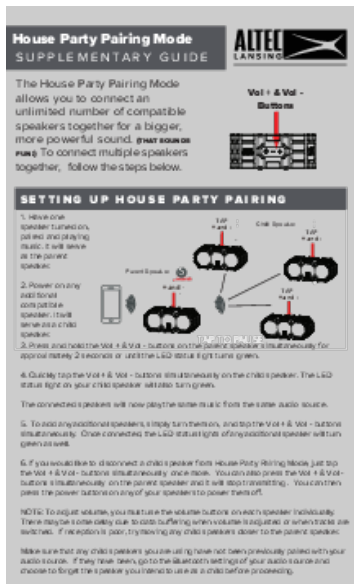 House Party Pairing Mode
SUPPLEMENTARY GUIDE
ALTEC
LANSING
The House Party Pairing Mode
allows you to connect an
unlimited number of compatible
speakers together for a bigger,
more powerful sound. (THAT SOUNDS
FUN!) To connect multiple speakers
together, follow the steps below.
Vol + & Vol -
Buttons
SETTING UP HOUSE PARTY PAIRING
1. Have one
speaker turned on,
paired and playing
music. It will serve
as the parent
speaker.
2. Power on any
additional
compatible
speaker. It will
serve as a child
speaker.
Parent Speaker
Child Speaker
TAP
TAP
TAP
3. Press and hold the Vol + & Vol - buttons on the parent speaker simultaneously for
approximately 2 seconds or until the LED status light turns green.
4. Quickly tap the Vol + & Vol - buttons simultaneously on the child speaker. The LED
status light on your child speaker will also turn green.
The connected speakers will now play the same music from the same audio source.
5. To add any additional speakers, simply turn them on, and tap the Vol + & Vol - buttons
simultaneously. Once connected, the LED status lights of any additional speaker will turn
green as well.
6. If you would like to disconnect a child speaker from House Party Pairing Mode, just tap
the Vol + & Vol - buttons simultaneously once more. You can also press the Vol + & Vol -
buttons simultaneously on the parent speaker and it will stop transmitting. You can then
press the power buttons on any of your speakers to power them off.
NOTE: To adjust volume, you must use the volume buttons on each speaker individually.
There may be some delay due to data buffering when volume is adjusted or when tracks are
switched. If reception is poor, try moving any child speakers closer to the parent speaker.
Make sure that any child speakers you are using have not been previously paired with your
audio source. If they have been, go to the Bluetooth settings of your audio source and
choose to forget the speaker you intend to use as a child before proceeding.